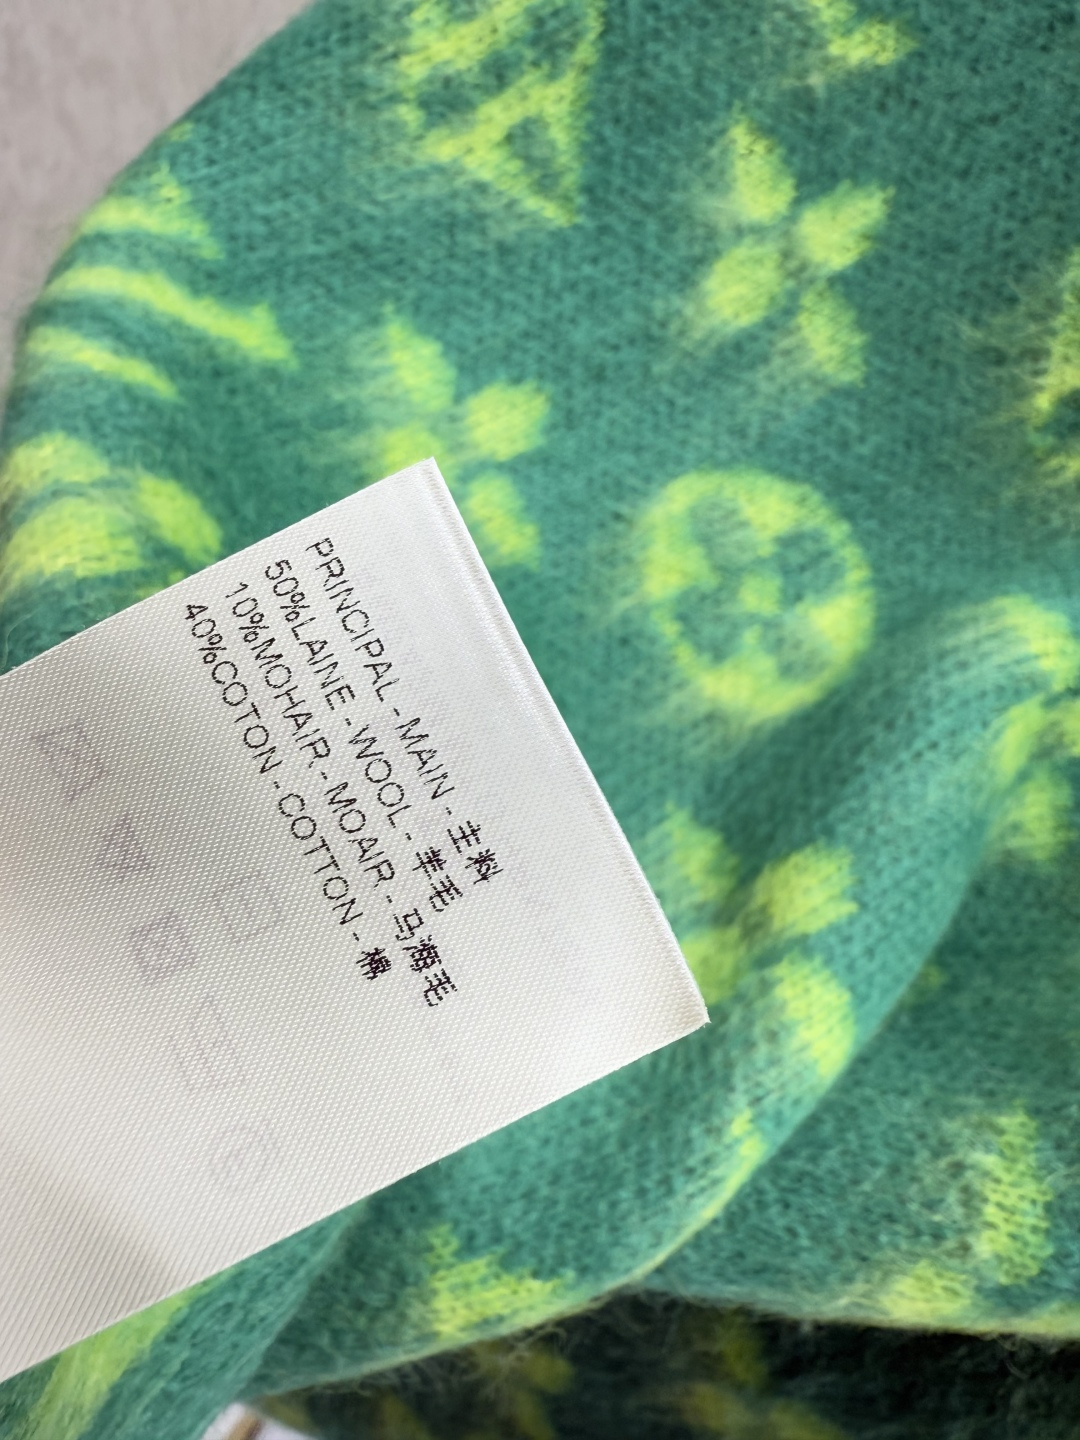 PRINCIPAL - MAIN - 主料
50%LAINE - WOOL - 羊毛
10%MOHAIR - MOAIR - 马海毛
40%COTON - COTTON - 棉